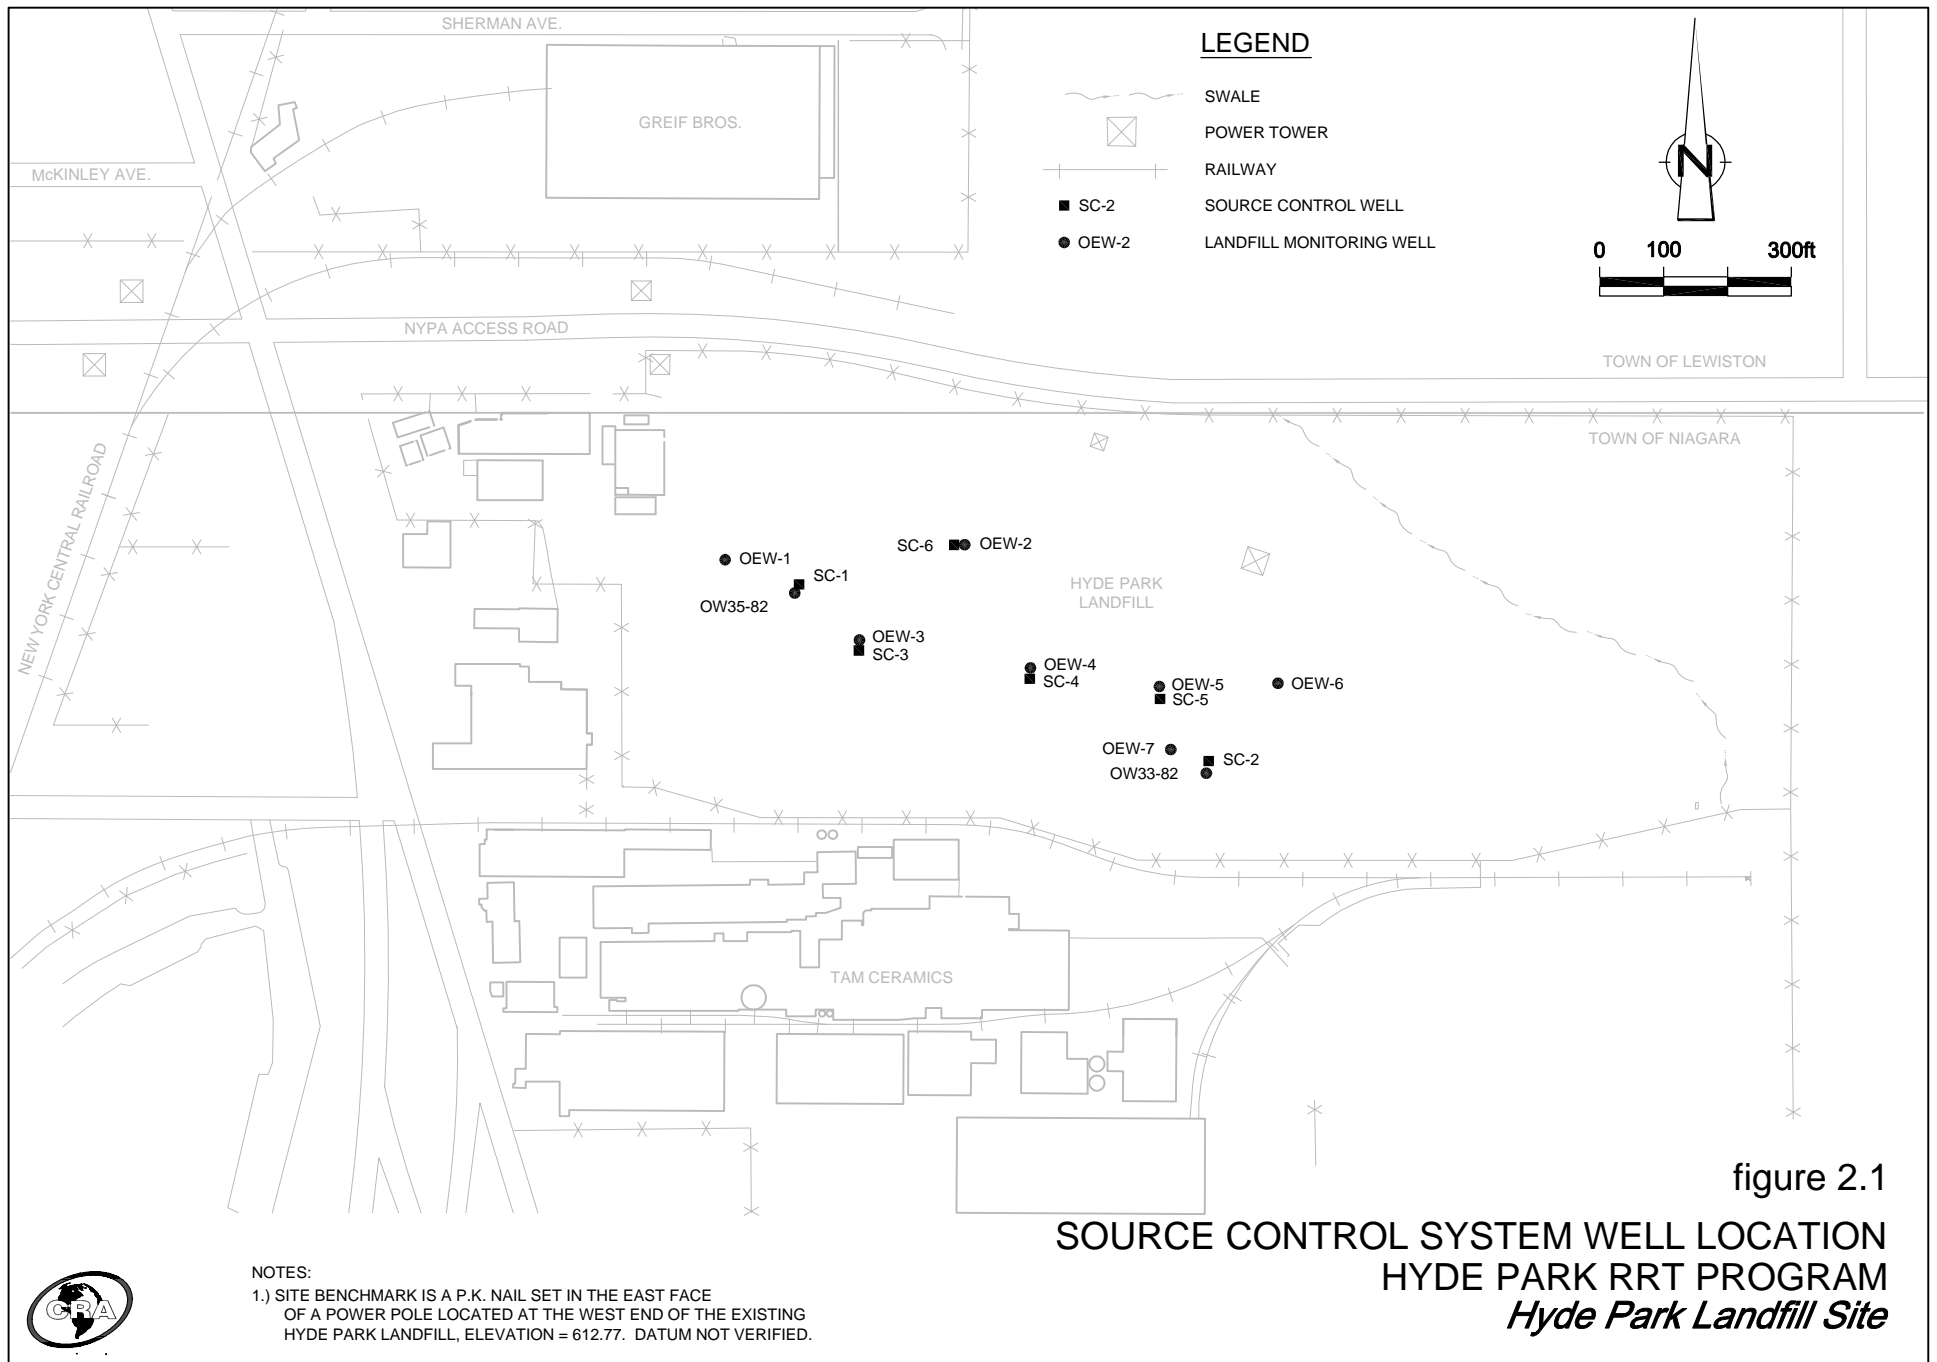 SHERMAN AVE.
LEGEND
SWALE
GREIF BROS.
POWER TOWER
McKINLEY AVE.
RAILWAY
N
SC-2 SOURCE CONTROL WELL
OEW-2 LANDFILL MONITORING WELL
0 100 300ft
NYPA ACCESS ROAD
TOWN OF LEWISTON
TOWN OF NIAGARA
NEW YORK CENTRAL RAILROAD
SC-6 OEW-2
OEW-1
SC-1
HYDE PARK
LANDFILL
OW35-82
OEW-3
SC-3
OEW-4
SC-4
OEW-5
OEW-6
SC-5
OEW-7
SC-2
OW33-82
TAM CERAMICS
figure 2.1
SOURCE CONTROL SYSTEM WELL LOCATION
HYDE PARK RRT PROGRAM
Hyde Park Landfill Site
CRA
NOTES:
1.) SITE BENCHMARK IS A P.K. NAIL SET IN THE EAST FACE
OF A POWER POLE LOCATED AT THE WEST END OF THE EXISTING
HYDE PARK LANDFILL, ELEVATION = 612.77. DATUM NOT VERIFIED.